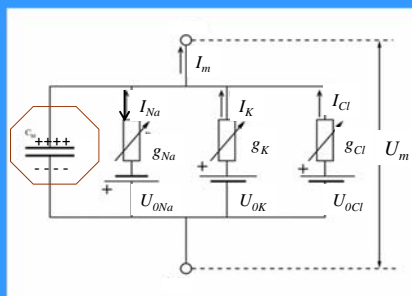 I_m
I_Na I_K I_Cl
C_m
++++
- - - -
g_Na g_K g_Cl U_m
+ + +
U_0Na U_0K U_0Cl